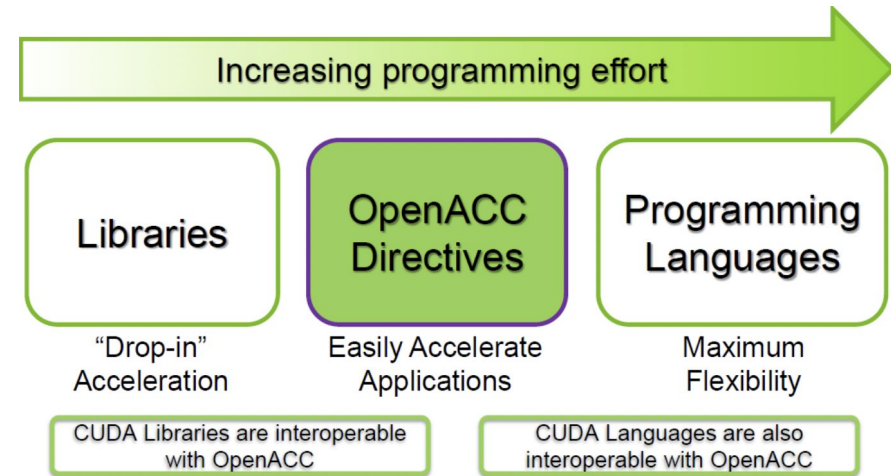 Increasing programming effort
Libraries
OpenACC
Directives
Programming
Languages
“Drop-in”
Acceleration
Easily Accelerate
Applications
Maximum
Flexibility
CUDA Libraries are interoperable
with OpenACC
CUDA Languages are also
interoperable with OpenACC